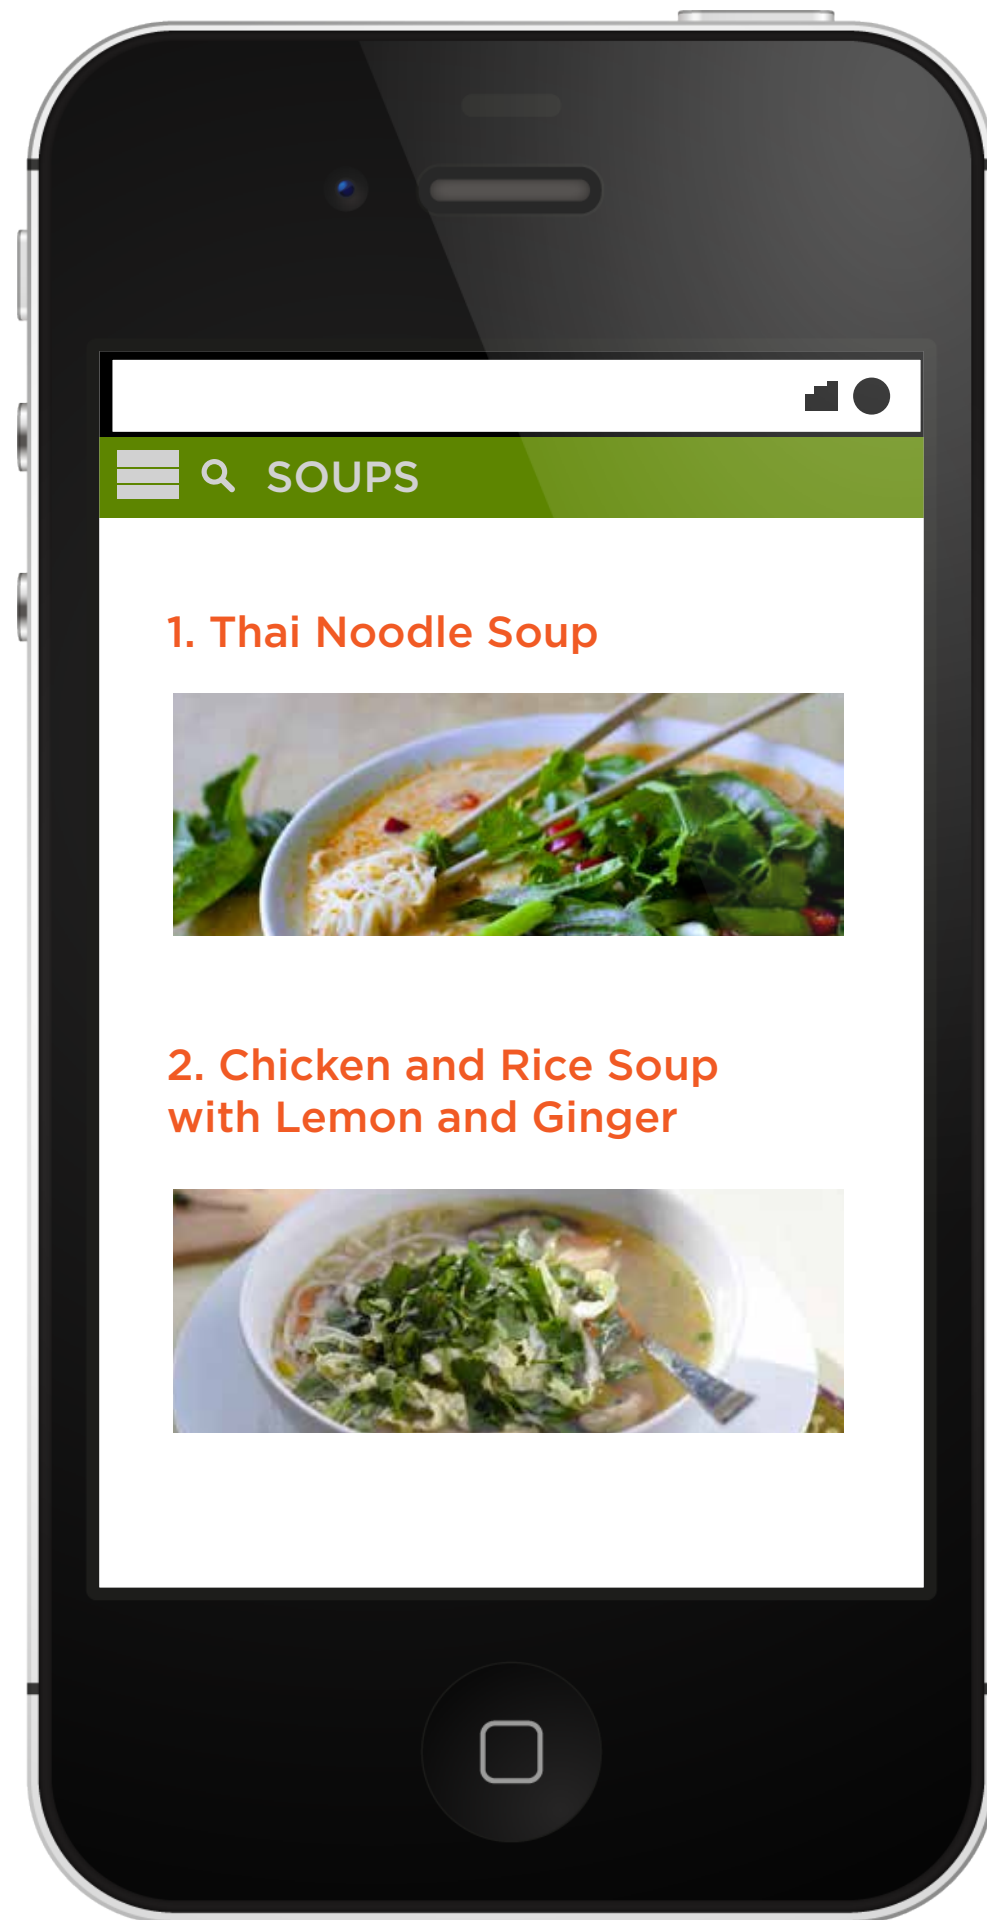 SOUPS
1. Thai Noodle Soup
2. Chicken and Rice Soup
with Lemon and Ginger